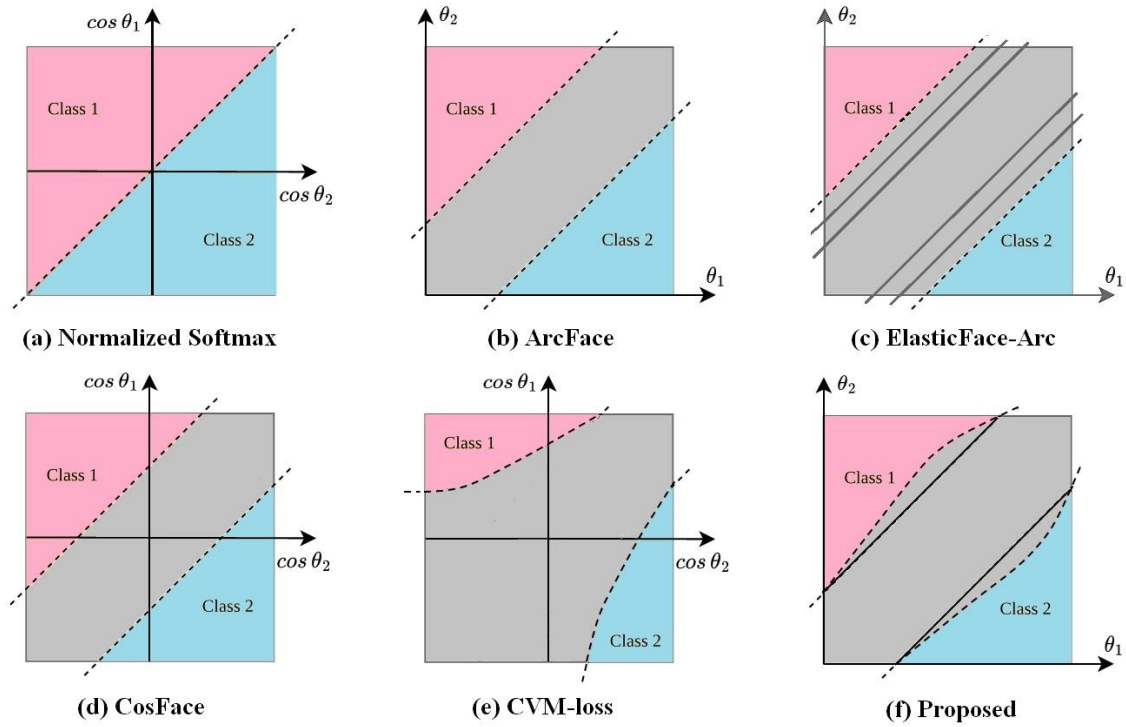 cos θ₁
Class 1
cos θ₂
Class 2
(a) Normalized Softmax
θ₂
Class 1
Class 2
θ₁
(b) ArcFace
θ₂
Class 1
Class 2
θ₁
(c) ElasticFace-Arc
cos θ₁
Class 1
cos θ₂
Class 2
(d) CosFace
cos θ₁
Class 1
cos θ₂
Class 2
(e) CVM-loss
θ₂
Class 1
Class 2
θ₁
(f) Proposed